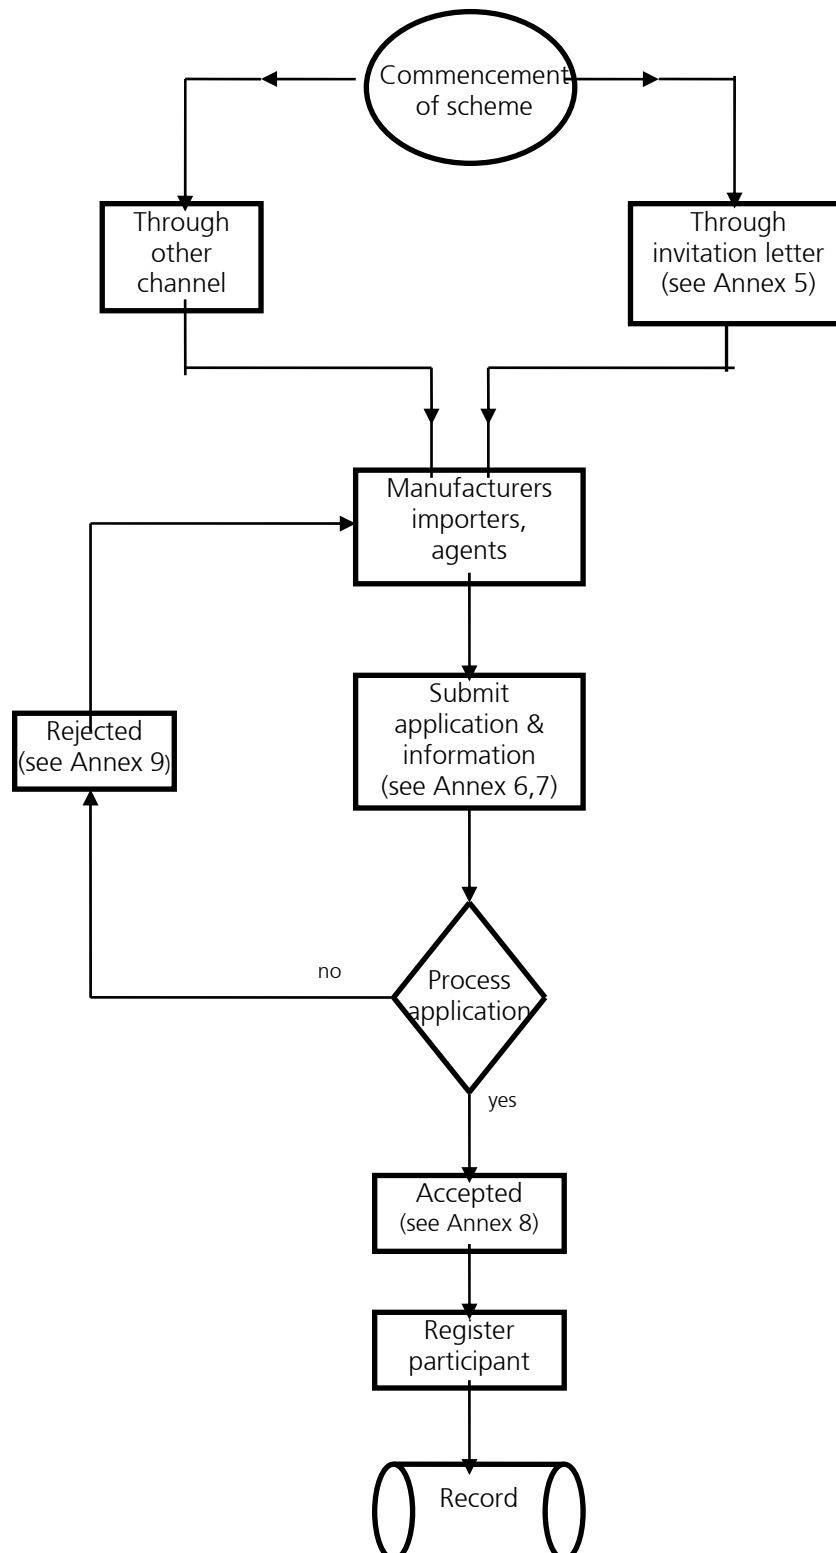 Commencement
of scheme
Through
other
channel
Through
invitation letter
(see Annex 5)
Manufacturers
importers,
agents
Submit
application &
information
(see Annex 6,7)
Rejected
(see Annex 9)
no
Process
application
yes
Accepted
(see Annex 8)
Register
participant
Record